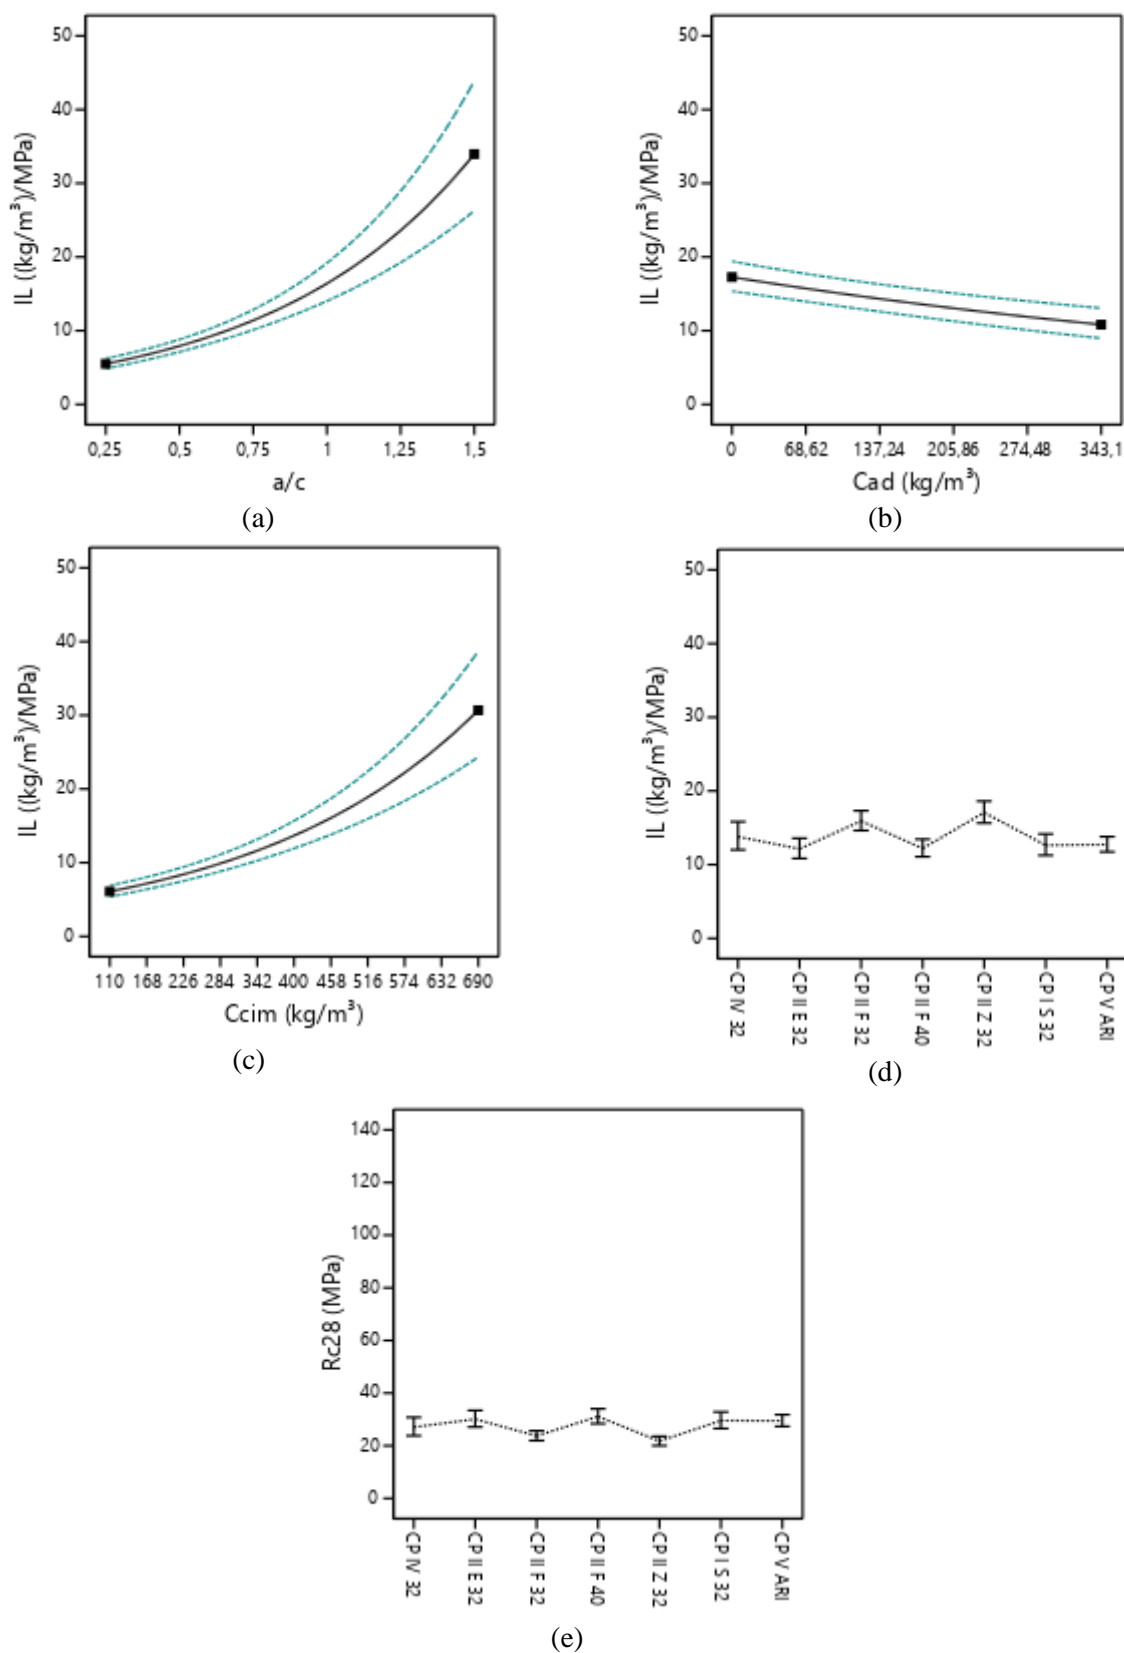 50
40
30
20
10
0
IL ((kg/m³)/MPa)
0,25 0,5 0,75 1 1,25 1,5
a/c
(a)
50
40
30
20
10
0
IL ((kg/m³)/MPa)
0 68,62 137,24 205,86 274,48 343,1
Cad (kg/m³)
(b)
50
40
30
20
10
0
IL ((kg/m³)/MPa)
110 168 226 284 342 400 458 516 574 632 690
Ccim (kg/m³)
(c)
50
40
30
20
10
0
IL ((kg/m³)/MPa)
CP IV 32
CP II E 32
CP II F 32
CP II F 40
CP II Z 32
CP I S 32
CP V ARI
(d)
140
120
100
80
60
40
20
0
Rc28 (MPa)
CP IV 32
CP II E 32
CP II F 32
CP II F 40
CP II Z 32
CP I S 32
CP V ARI
(e)